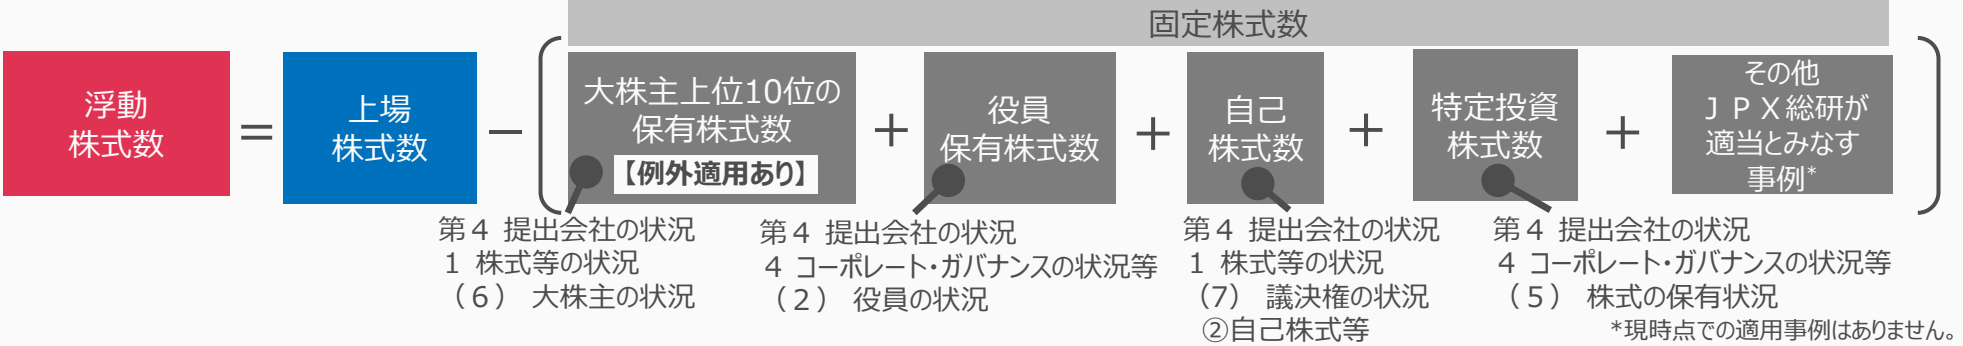 固定株式数
浮動
株式数
=
上場
株式数
-
(
大株主上位10位の
保有株式数
【例外適用あり】
+
役員
保有株式数
+
自己
株式数
+
特定投資
株式数
+
その他
ＪＰＸ総研が
適当とみなす
事例*
)
第４ 提出会社の状況
１ 株式等の状況
（６） 大株主の状況
第４ 提出会社の状況
４ コーポレート・ガバナンスの状況等
（２） 役員の状況
第４ 提出会社の状況
１ 株式等の状況
（7） 議決権の状況
②自己株式等
第４ 提出会社の状況
４ コーポレート・ガバナンスの状況等
（５） 株式の保有状況
*現時点での適用事例はありません。